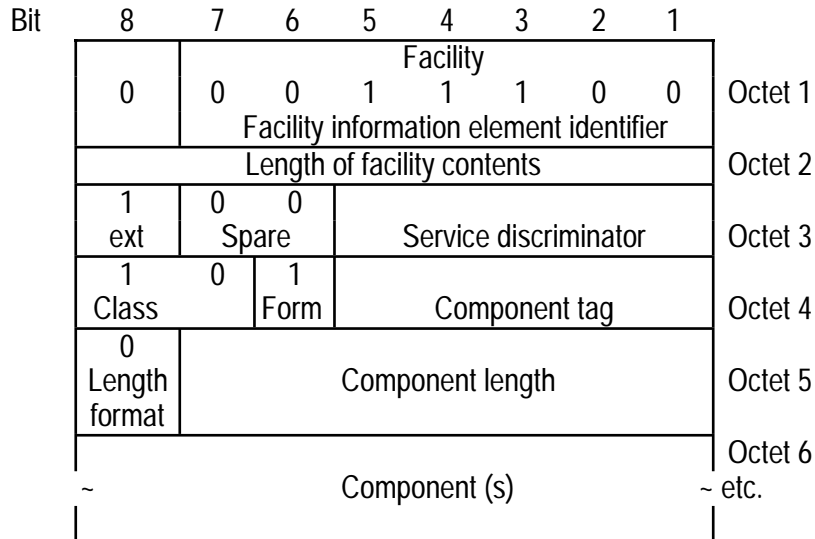 Bit 8 7 6 5 4 3 2 1
Facility
0 0 0 1 1 1 0 0 Octet 1
Facility information element identifier
Length of facility contents Octet 2
1 0 0
ext Spare Service discriminator Octet 3
1 0 1
Class Form Component tag Octet 4
0
Length Component length Octet 5
format
Octet 6
~ Component (s) ~ etc.